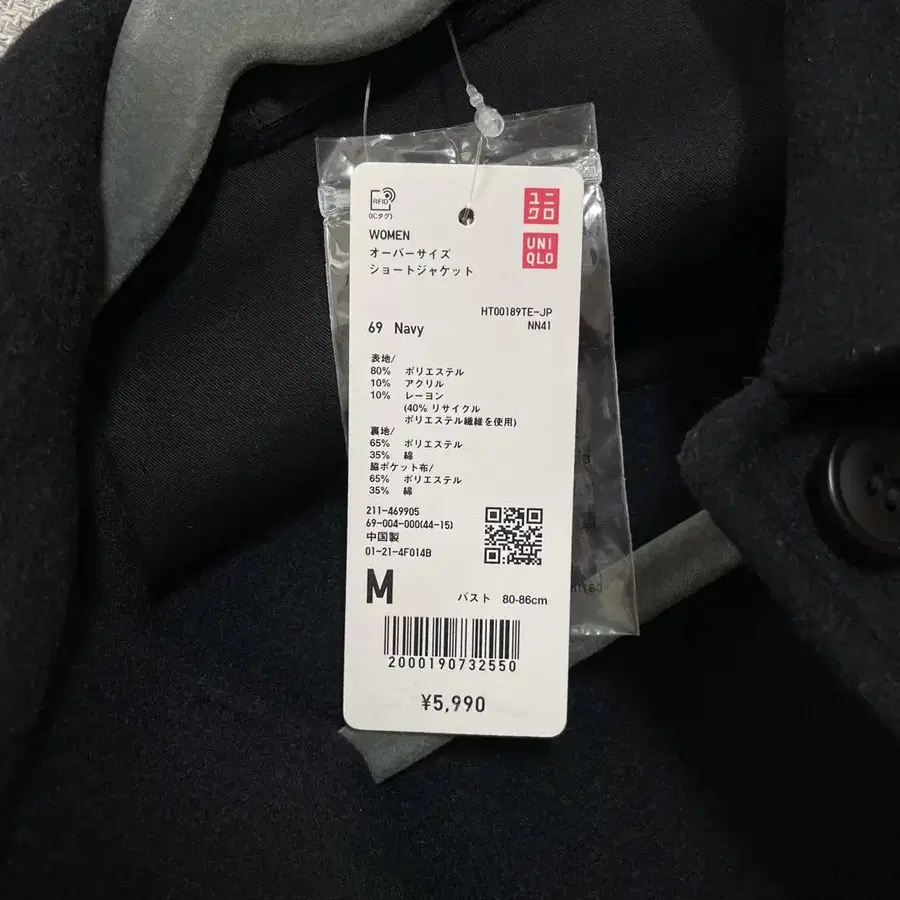 RFID
(ICタグ)
ユニ
クロ
UNI
QLO
WOMEN
オーバーサイズ
ショートジャケット
HT00189TE-JP
NN41
69 Navy
表地/
80% ポリエステル
10% アクリル
10% レーヨン
(40% リサイクル
ポリエステル繊維を使用)
裏地/
65% ポリエステル
35% 綿
脇ポケット布/
65% ポリエステル
35% 綿
211-469905
69-004-000(44-15)
中国製
01-21-4F014B
M バスト 80-86cm
2000190732550
¥5,990